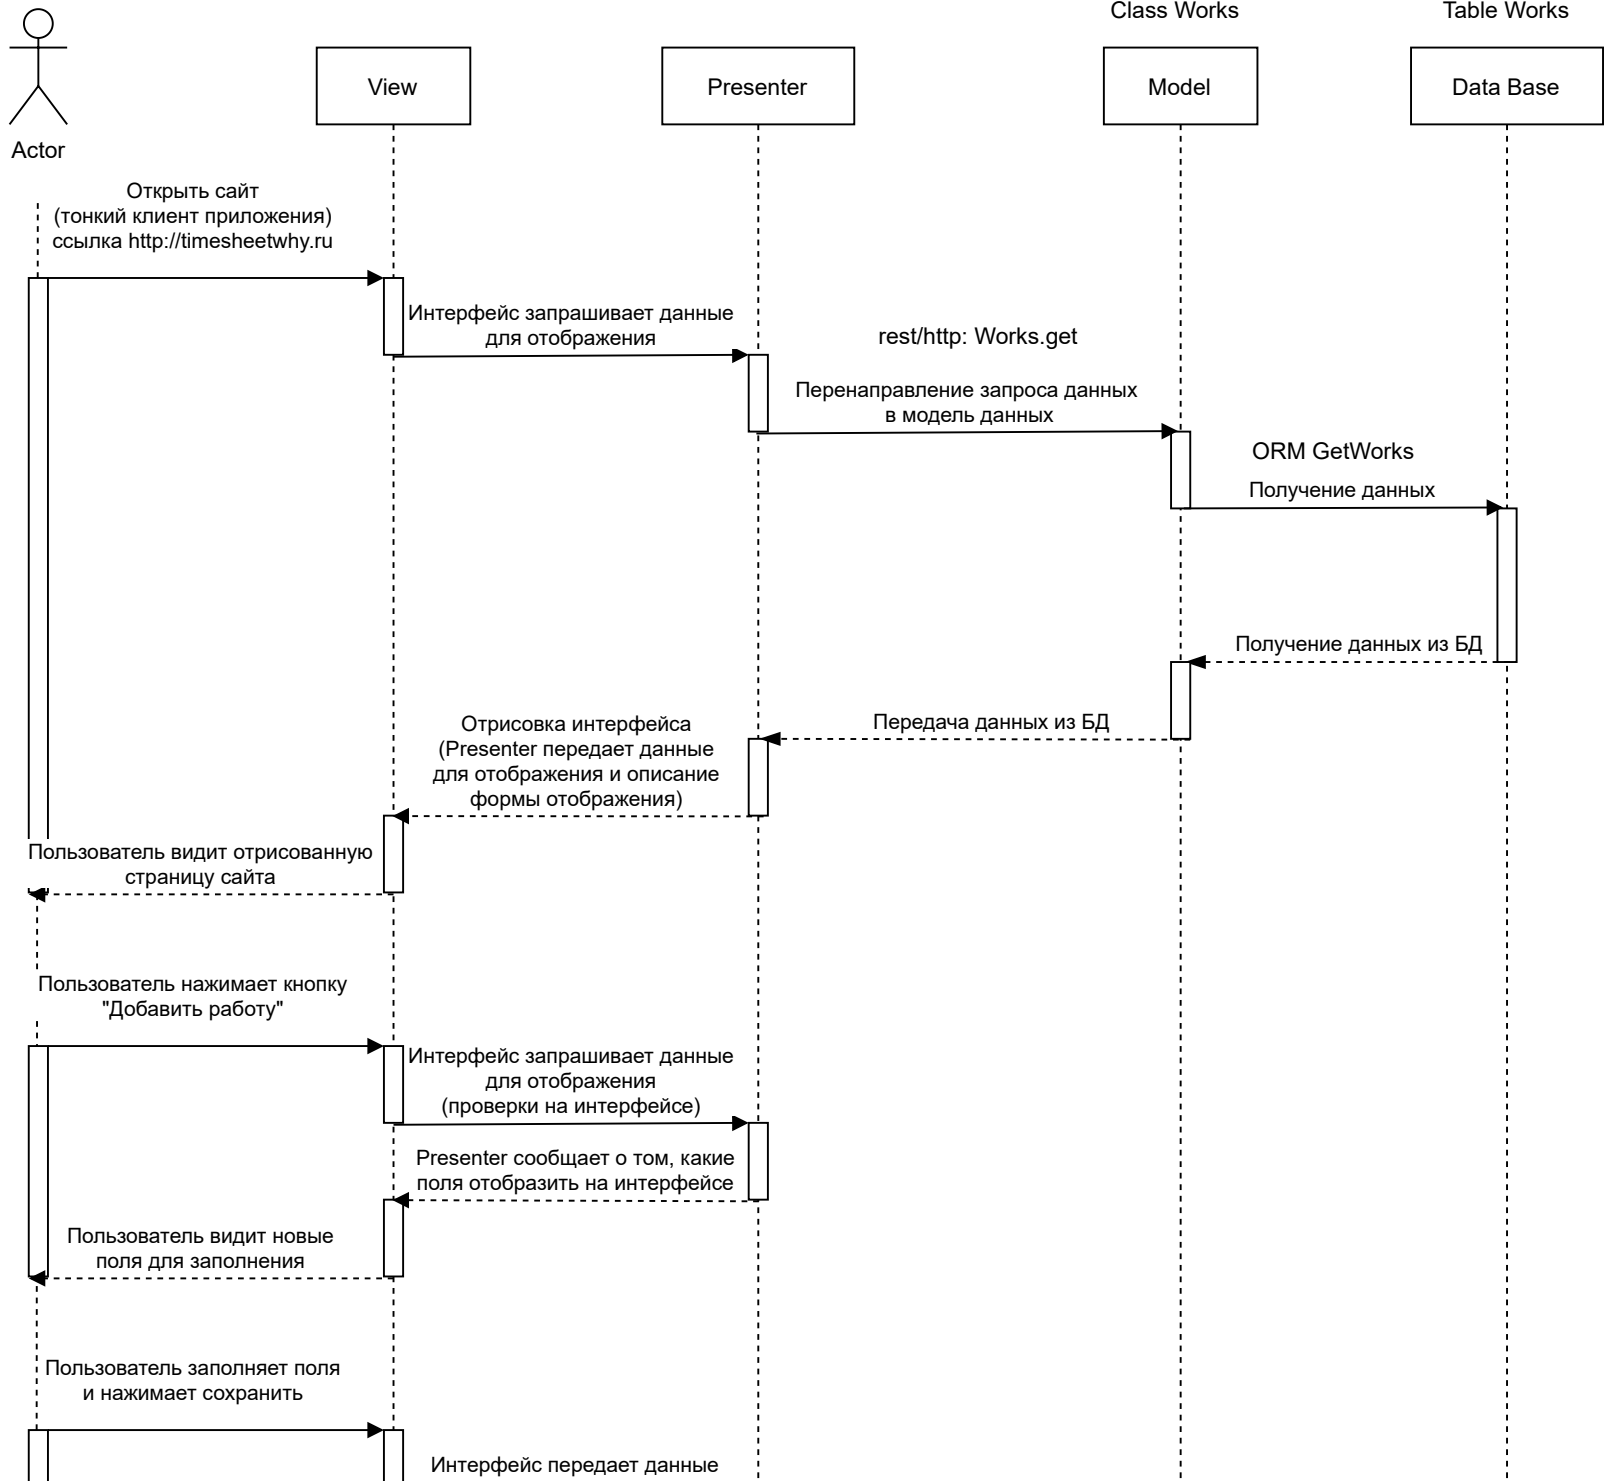 Class Works
Table Works
View
Presenter
Model
Data Base
Actor
Открыть сайт
(тонкий клиент приложения)
ссылка http://timesheetwhy.ru
Интерфейс запрашивает данные
для отображения
rest/http: Works.get
Перенаправление запроса данных
в модель данных
ORM GetWorks
Получение данных
Получение данных из БД
Передача данных из БД
Отрисовка интерфейса
(Presenter передает данные
для отображения и описание
формы отображения)
Пользователь видит отрисованную
страницу сайта
Пользователь нажимает кнопку
"Добавить работу"
Интерфейс запрашивает данные
для отображения
(проверки на интерфейсе)
Presenter сообщает о том, какие
поля отобразить на интерфейсе
Пользователь видит новые
поля для заполнения
Пользователь заполняет поля
и нажимает сохранить
Интерфейс передает данные